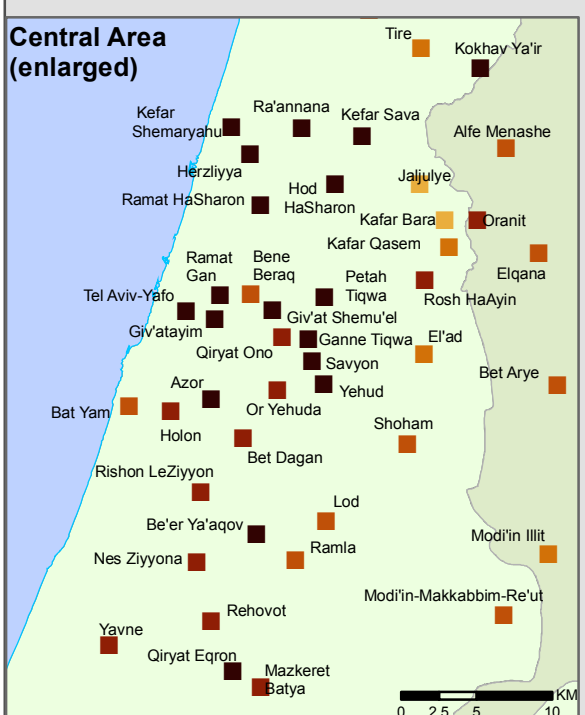 Central Area
(enlarged)
Tire
Kokhav Ya'ir
Kefar
Shemaryahu
Ra'annana
Kefar Sava
Alfe Menashe
Herzliyya
Hod
HaSharon
Jaljulye
Ramat HaSharon
Kafar Bara
Oranit
Kafar Qasem
Elqana
Ramat
Gan
Bene
Beraq
Petah
Tiqwa
Rosh HaAyin
Tel Aviv-Yafo
Giv'at Shemu'el
Giv'atayim
Ganne Tiqwa
El'ad
Qiryat Ono
Savyon
Bet Arye
Azor
Yehud
Bat Yam
Or Yehuda
Holon
Shoham
Bet Dagan
Rishon LeZiyyon
Lod
Be'er Ya'aqov
Modi'in Illit
Nes Ziyyona
Ramla
Modi'in-Makkabbim-Re'ut
Rehovot
Yavne
Qiryat Eqron
Mazkeret
Batya
KM
0 2.5 5 10